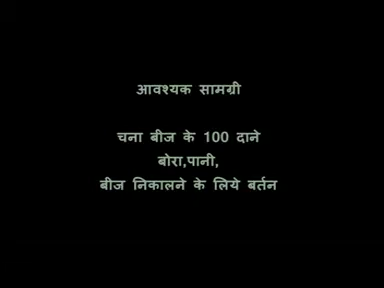 आवश्यक सामग्री
चना बीज के 100 दाने
बोरा,पानी,
बीज निकालने के लिये बर्तन